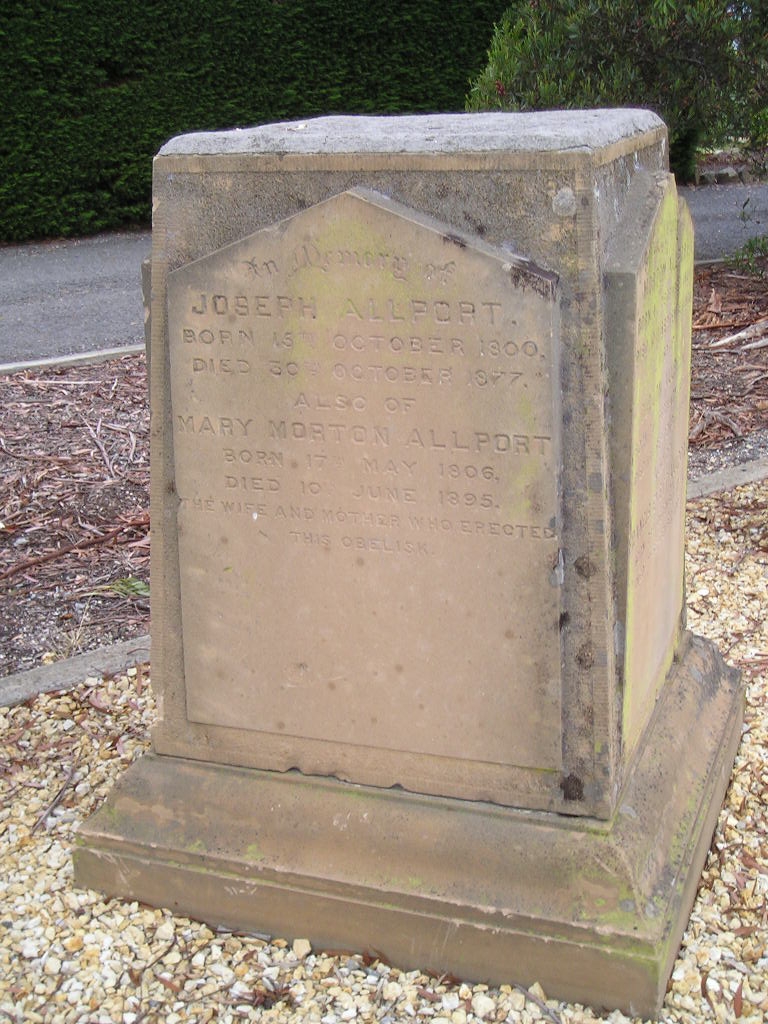 In Memory of
JOSEPH ALLPORT.
BORN 15TH OCTOBER 1800.
DIED 30TH OCTOBER 1877.
ALSO OF
MARY MORTON ALLPORT
BORN 17TH MAY 1806,
DIED 10TH JUNE 1895.
THE WIFE AND MOTHER WHO ERECTED
THIS OBELISK.